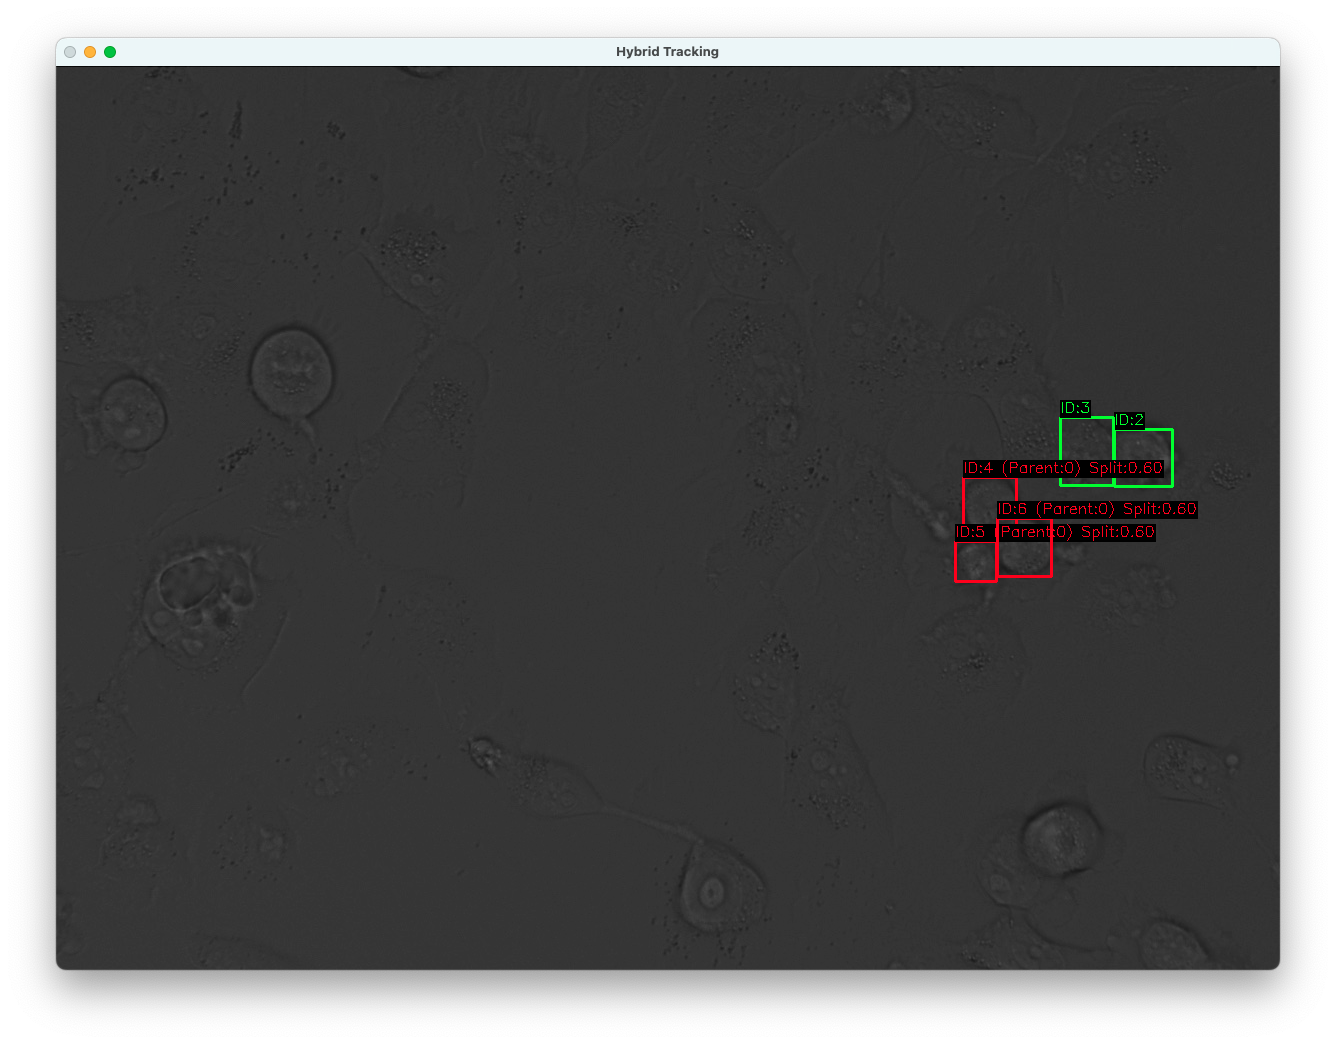 Hybrid Tracking
ID:3
ID:2
ID:4 (Parent:0) Split:0.60
ID:6 (Parent:0) Split:0.60
ID:5 (Parent:0) Split:0.60